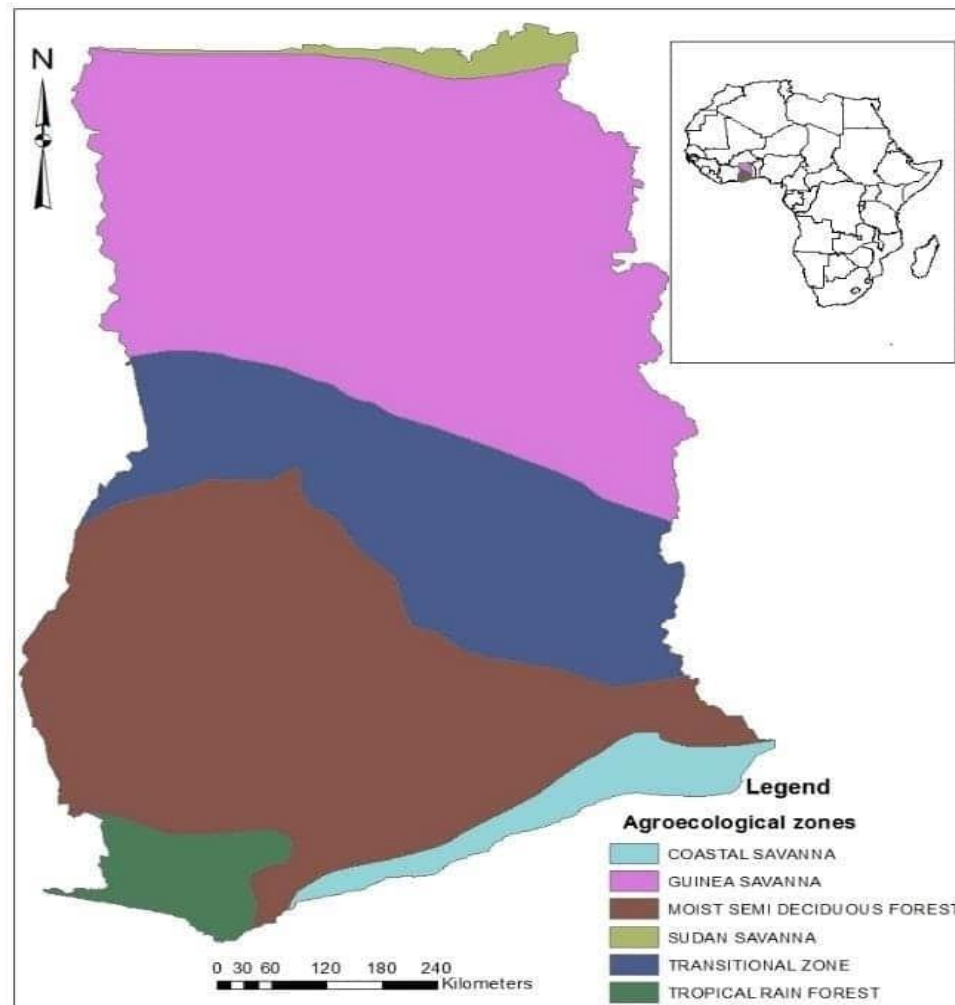 N
Legend
Agroecological zones
COASTAL SAVANNA
GUINEA SAVANNA
MOIST SEMI DECIDUOUS FOREST
SUDAN SAVANNA
TRANSITIONAL ZONE
TROPICAL RAIN FOREST
0 30 60 120 180 240
Kilometers